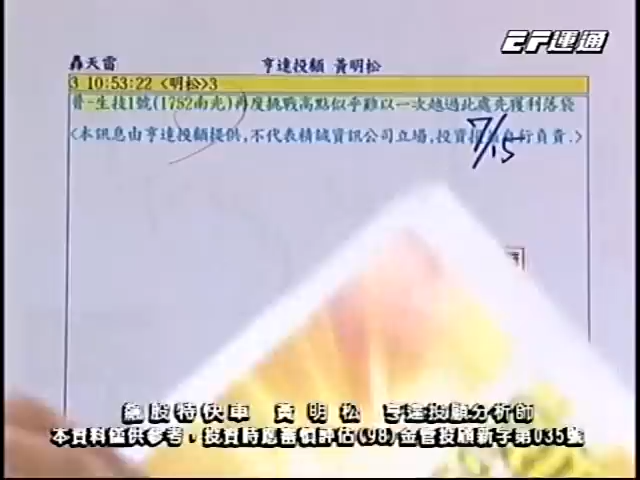 EF運通
轟天雷 亨達投顧 黃明松
3 10:53:22 <明松>3
晉-生技1號(1752南光)再度挑戰高點似乎難以一次越過此處先獲利落袋
<本訊息由亨達投顧提供,不代表精誠資訊公司立場,投資 自行負責.>
7/15
飆股特快車 黃明松 亨達投顧分析師
本資料僅供參考,投資時應審慎評估(98)金管投顧新字第035號